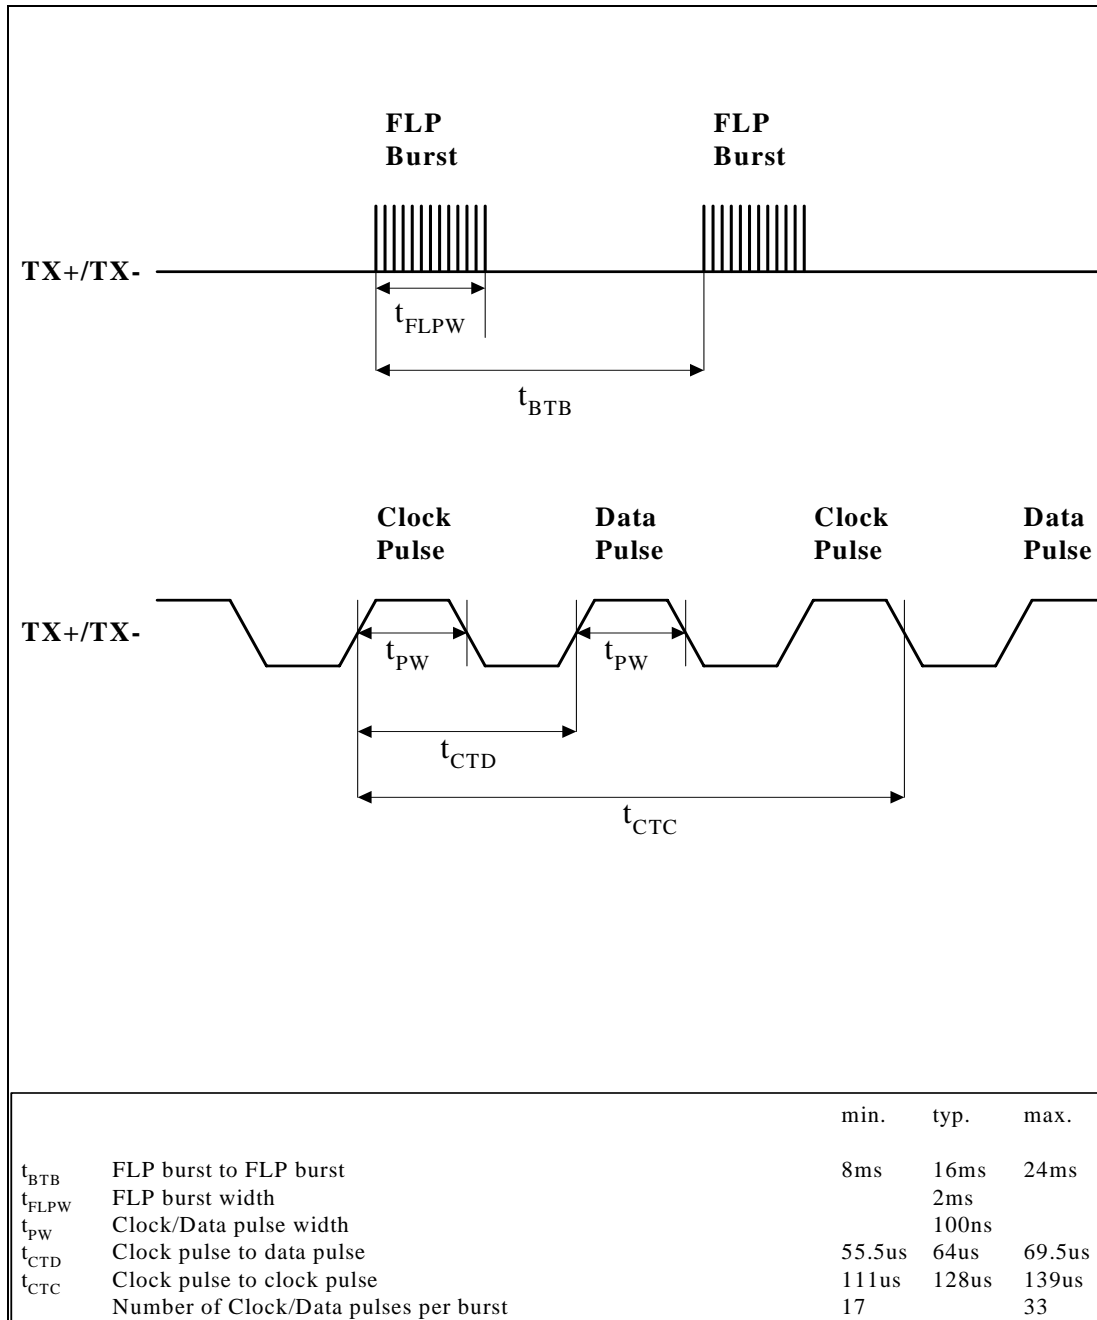 FLP Burst FLP Burst
TX+/TX-
tFLPW
tBTB
Clock Pulse Data Pulse Clock Pulse Data Pulse
TX+/TX-
tPW tPW
tCTD
tCTC
min. typ. max.
tBTB FLP burst to FLP burst 8ms 16ms 24ms
tFLPW FLP burst width 2ms
tPW Clock/Data pulse width 100ns
tCTD Clock pulse to data pulse 55.5us 64us 69.5us
tCTC Clock pulse to clock pulse 111us 128us 139us
Number of Clock/Data pulses per burst 17 33